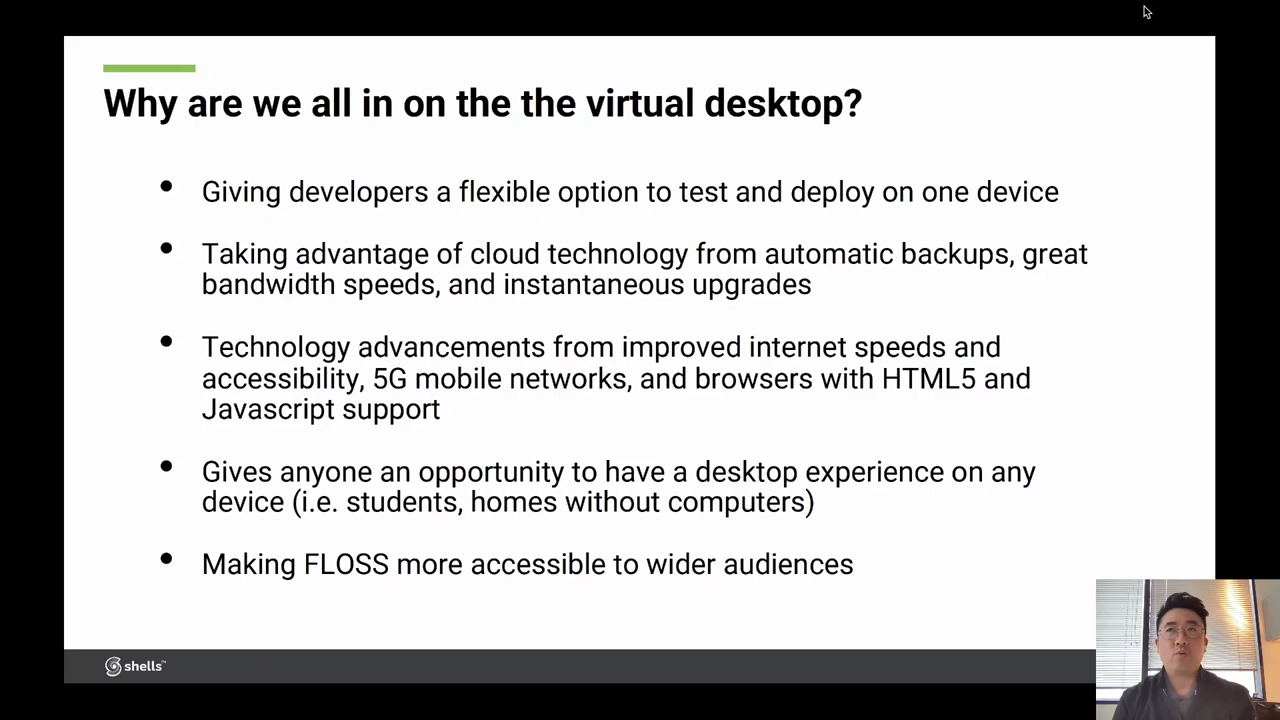 Why are we all in on the the virtual desktop?
• Giving developers a flexible option to test and deploy on one device
• Taking advantage of cloud technology from automatic backups, great
bandwidth speeds, and instantaneous upgrades
• Technology advancements from improved internet speeds and
accessibility, 5G mobile networks, and browsers with HTML5 and
Javascript support
• Gives anyone an opportunity to have a desktop experience on any
device (i.e. students, homes without computers)
• Making FLOSS more accessible to wider audiences
shells™